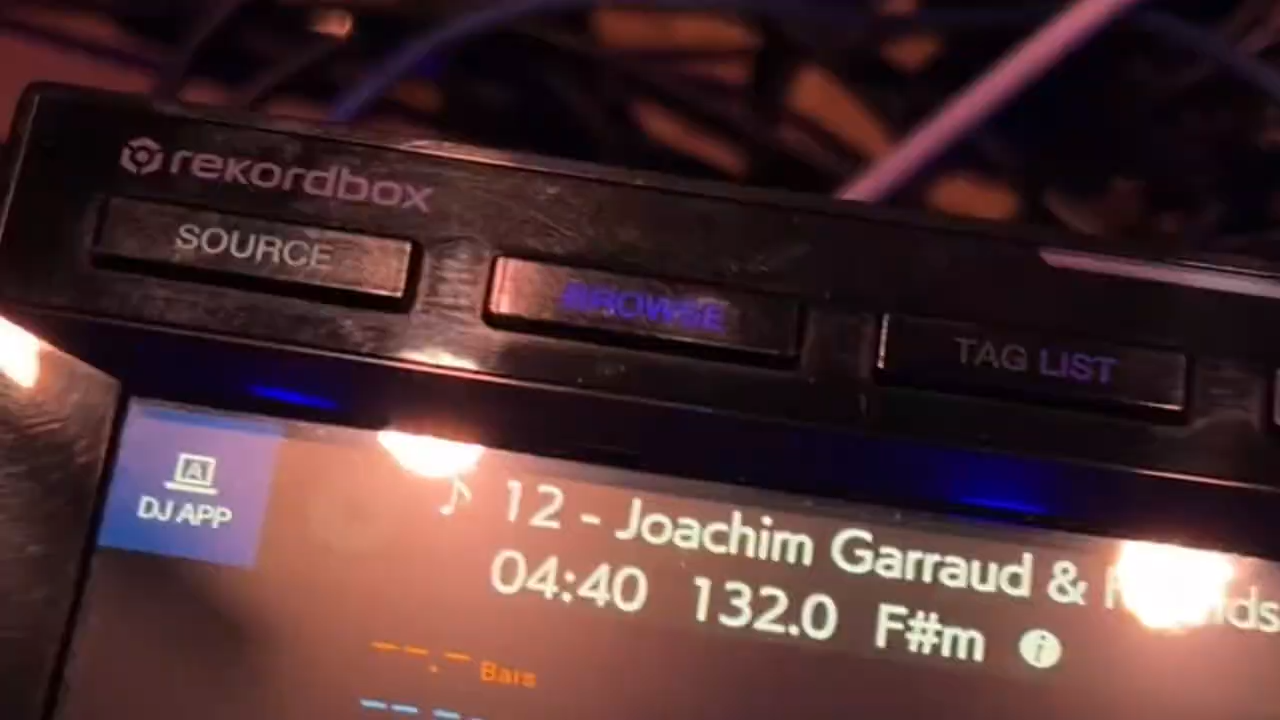 rekordbox
SOURCE
BROWSE
TAG LIST
A
DJ APP
12 - Joachim Garraud &
04:40 132.0 F#m i
--.- Bars